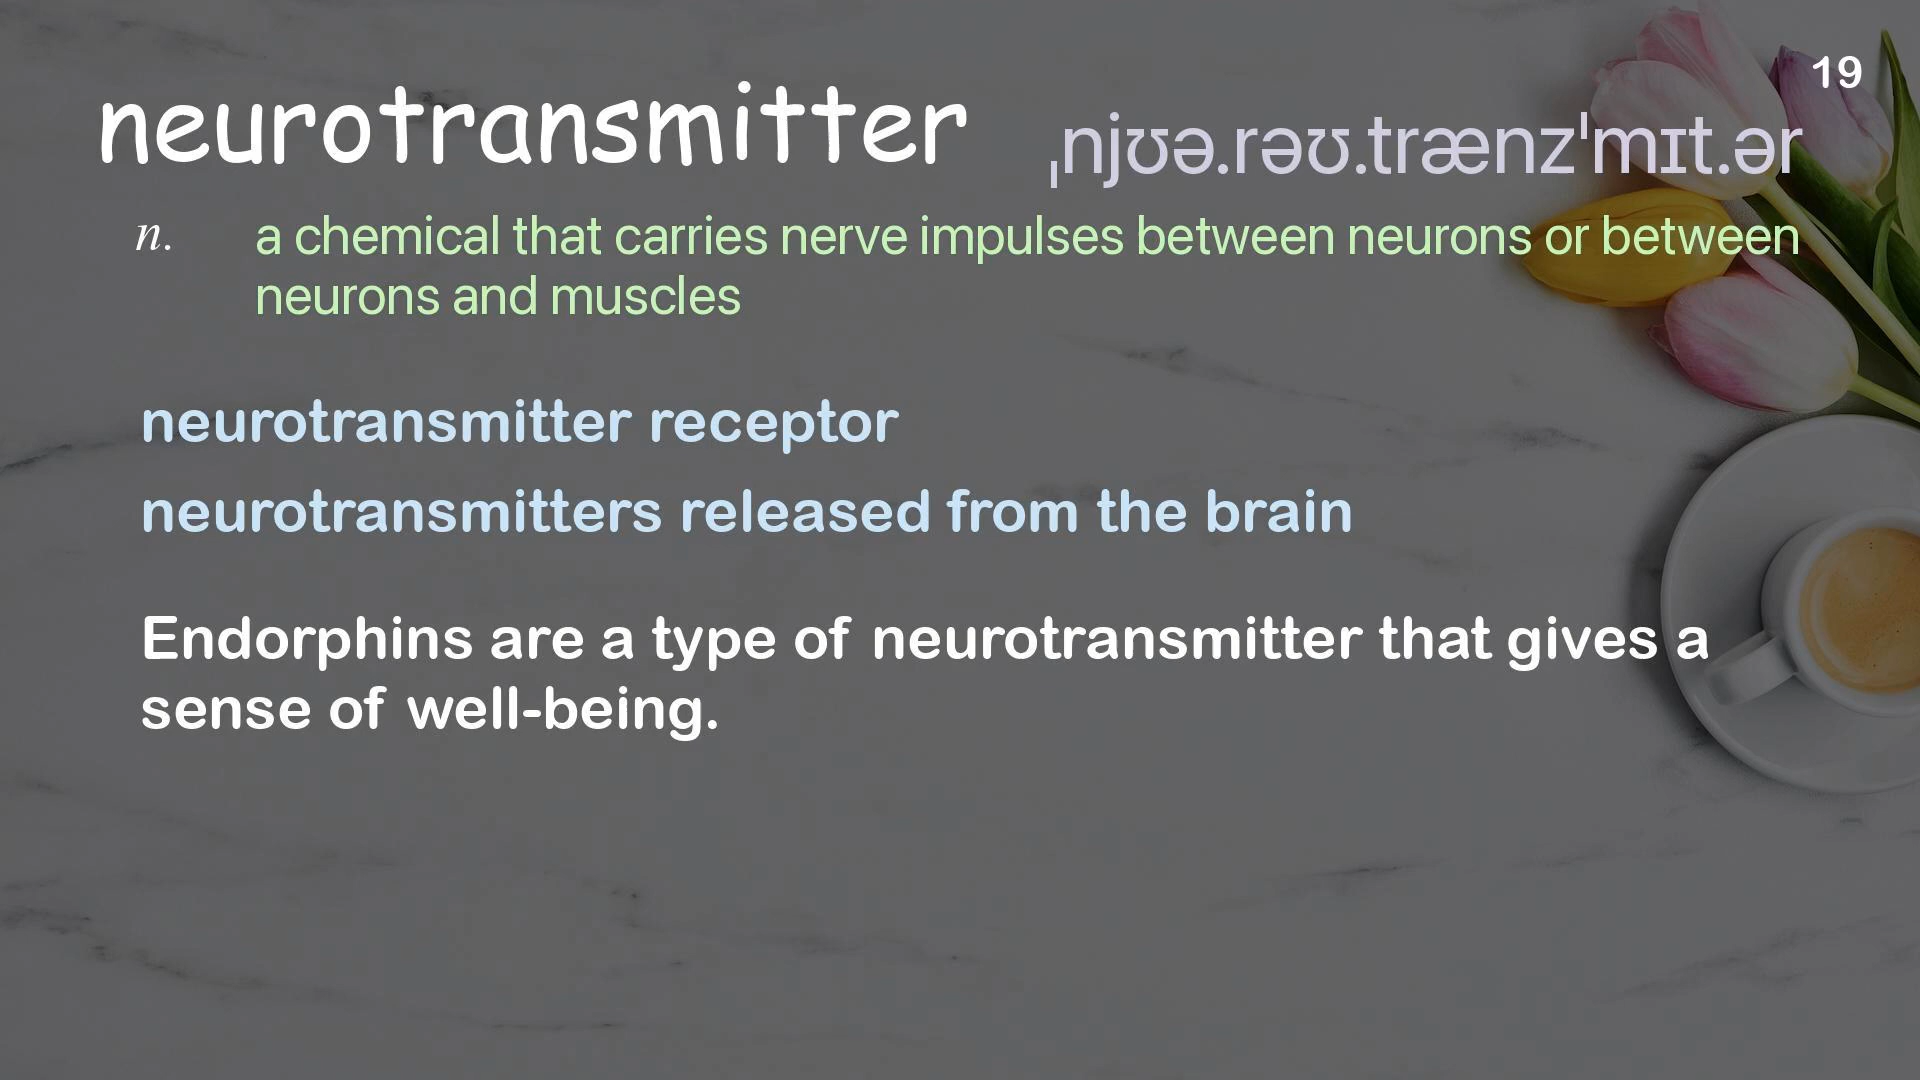 19
neurotransmitter ˌnjʊə.rəʊ.trænzˈmɪt.ər
n. a chemical that carries nerve impulses between neurons or between
neurons and muscles
neurotransmitter receptor
neurotransmitters released from the brain
Endorphins are a type of neurotransmitter that gives a
sense of well-being.